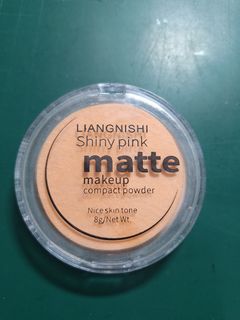 LIANGNISHI
Shiny pink
matte
makeup
compact powder
Nice skin tone
8g/Net Wt.